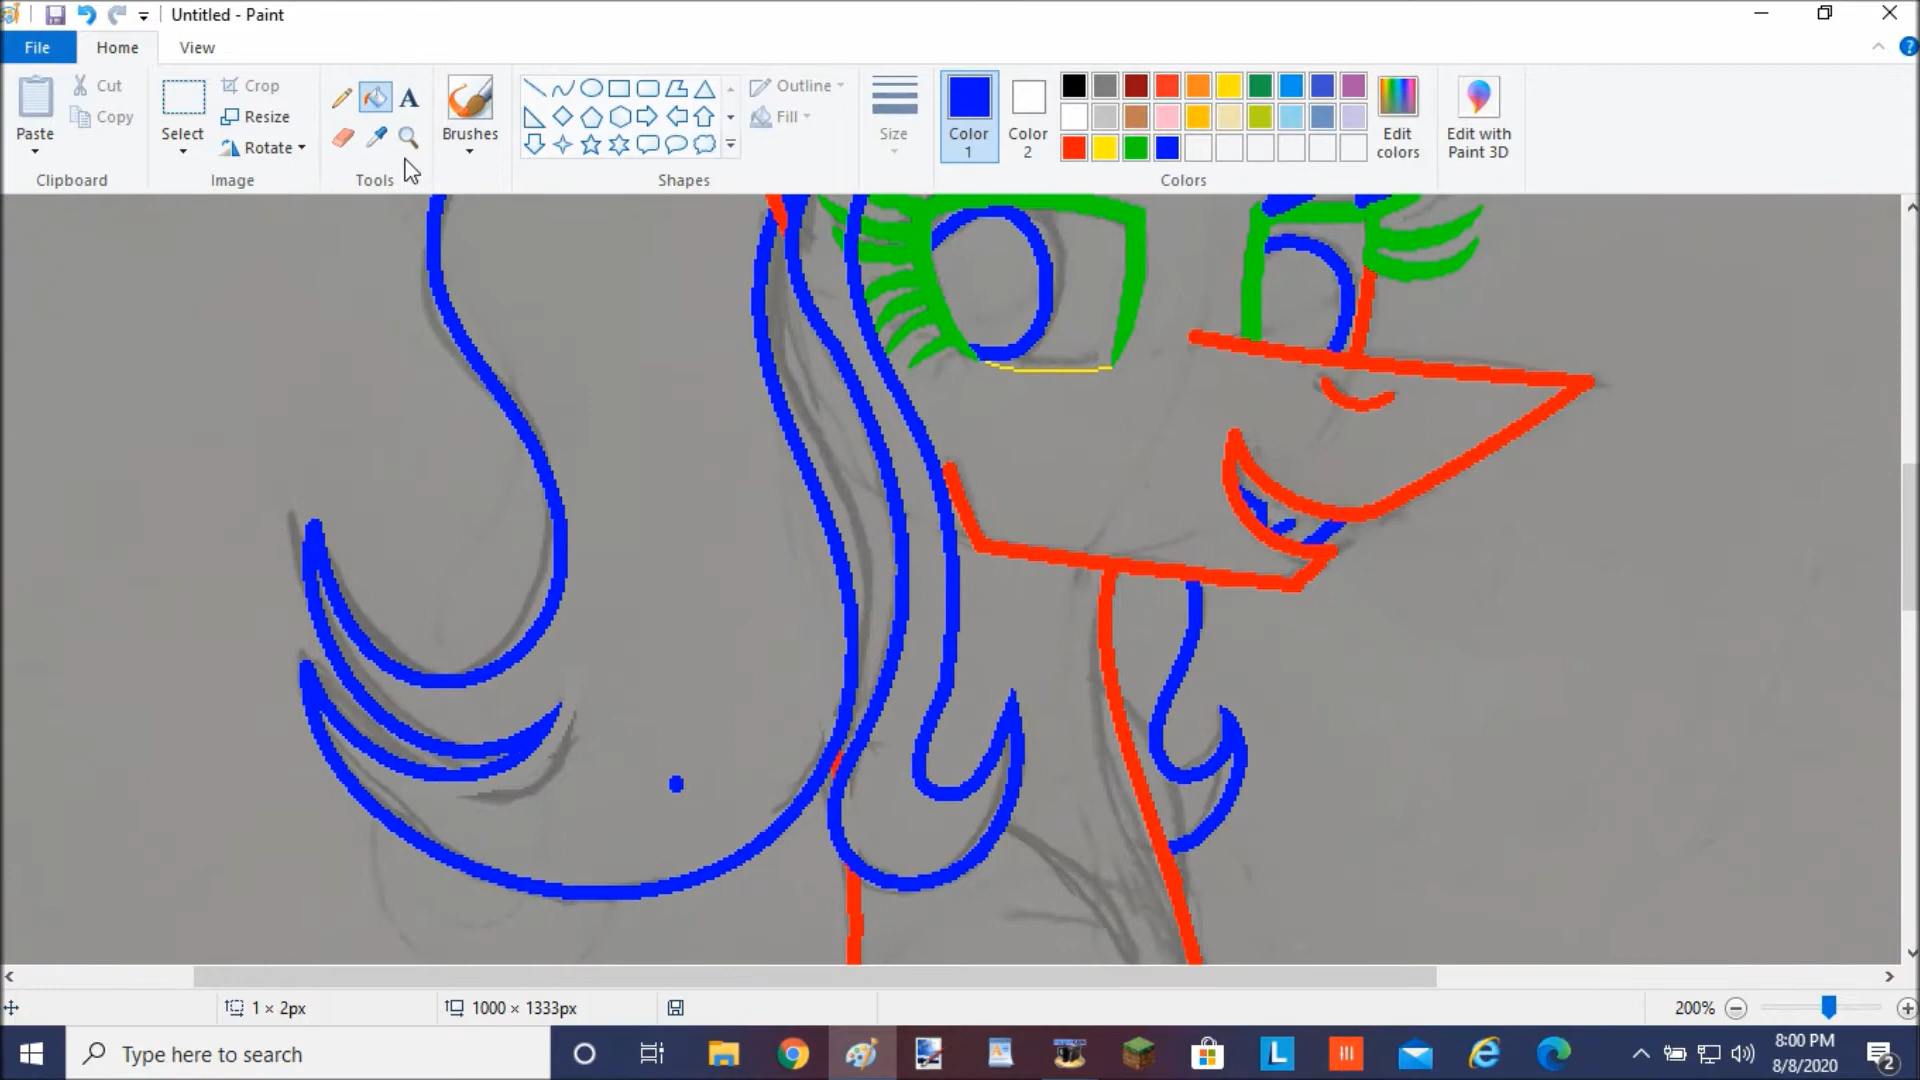 Untitled - Paint
File Home View
Paste
Cut
Copy
Clipboard
Select
Crop
Resize
Rotate
Image
A
Tools
Brushes
Outline
Fill
Shapes
Size
Color 1
Color 2
Edit colors
Edit with Paint 3D
Colors
1 × 2px
1000 × 1333px
200%
Type here to search
L
8:00 PM
8/8/2020
2